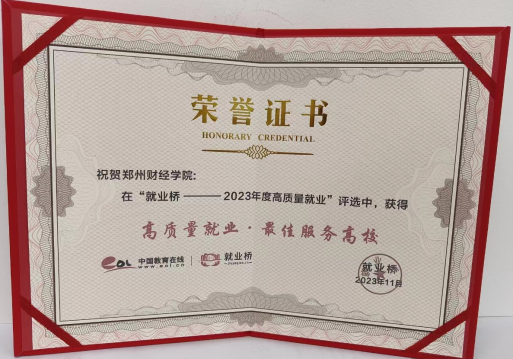 荣誉证书
HONORARY CREDENTIAL
祝贺郑州财经学院：
在“就业桥——2023年度高质量就业”评选中，获得
高质量就业·最佳服务高校
eol 中国教育在线 就业桥
www.eol.cn
就业桥
2023年11月